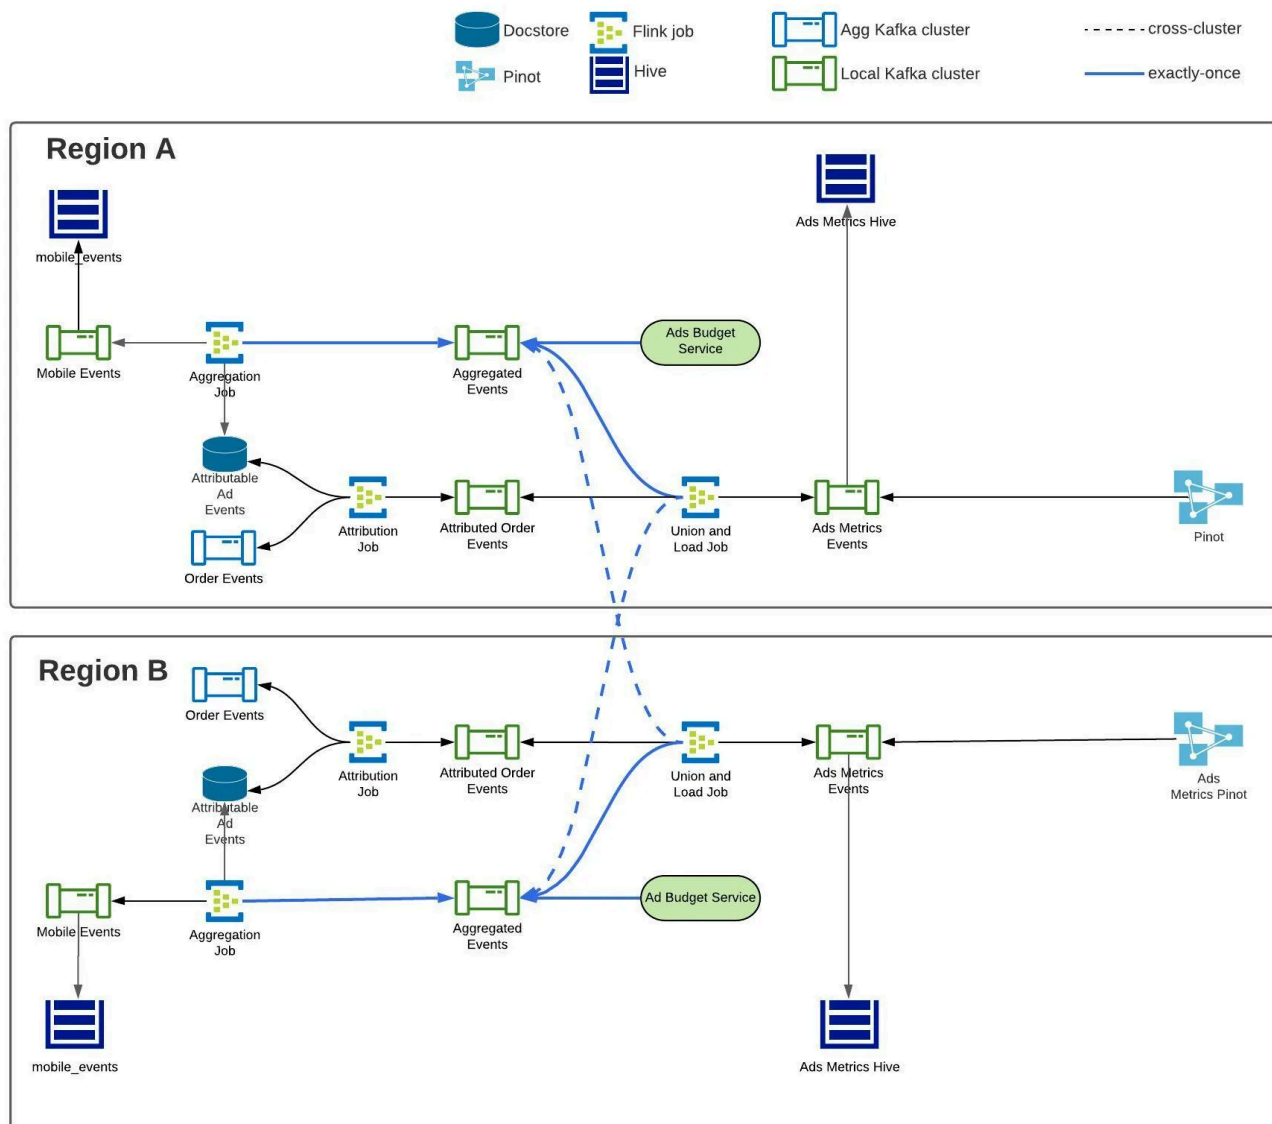 Docstore
Flink job
Agg Kafka cluster
cross-cluster
Pinot
Hive
Local Kafka cluster
exactly-once
Region A
mobile_events
Ads Metrics Hive
Mobile Events
Aggregation
Job
Aggregated
Events
Ads Budget
Service
Attributable
Ad
Events
Order Events
Attribution
Job
Attributed Order
Events
Union and
Load Job
Ads Metrics
Events
Pinot
Region B
Order Events
Attribution
Job
Attributed Order
Events
Union and
Load Job
Ads Metrics
Events
Ads
Metrics Pinot
Attributable
Ad
Events
Mobile Events
Aggregation
Job
Aggregated
Events
Ad Budget Service
mobile_events
Ads Metrics Hive